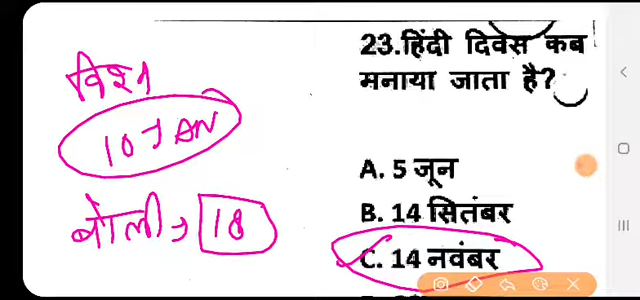 23.हिंदी दिवस कब
मनाया जाता है?
विश्व
10 JAN
A. 5 जून
B. 14 सितंबर
बोली → 18
C. 14 नवंबर